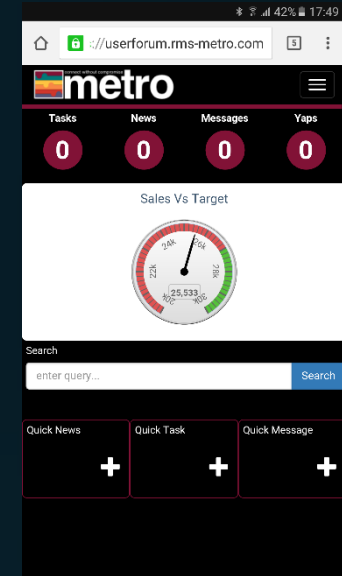 42% 17:49
://userforum.rms-metro.com 5
connect without compromise
metro
Tasks News Messages Yaps
0 0 0 0
Sales Vs Target
20k 22k 24k 26k 28k 30k
25,533
Search
enter query... Search
Quick News Quick Task Quick Message